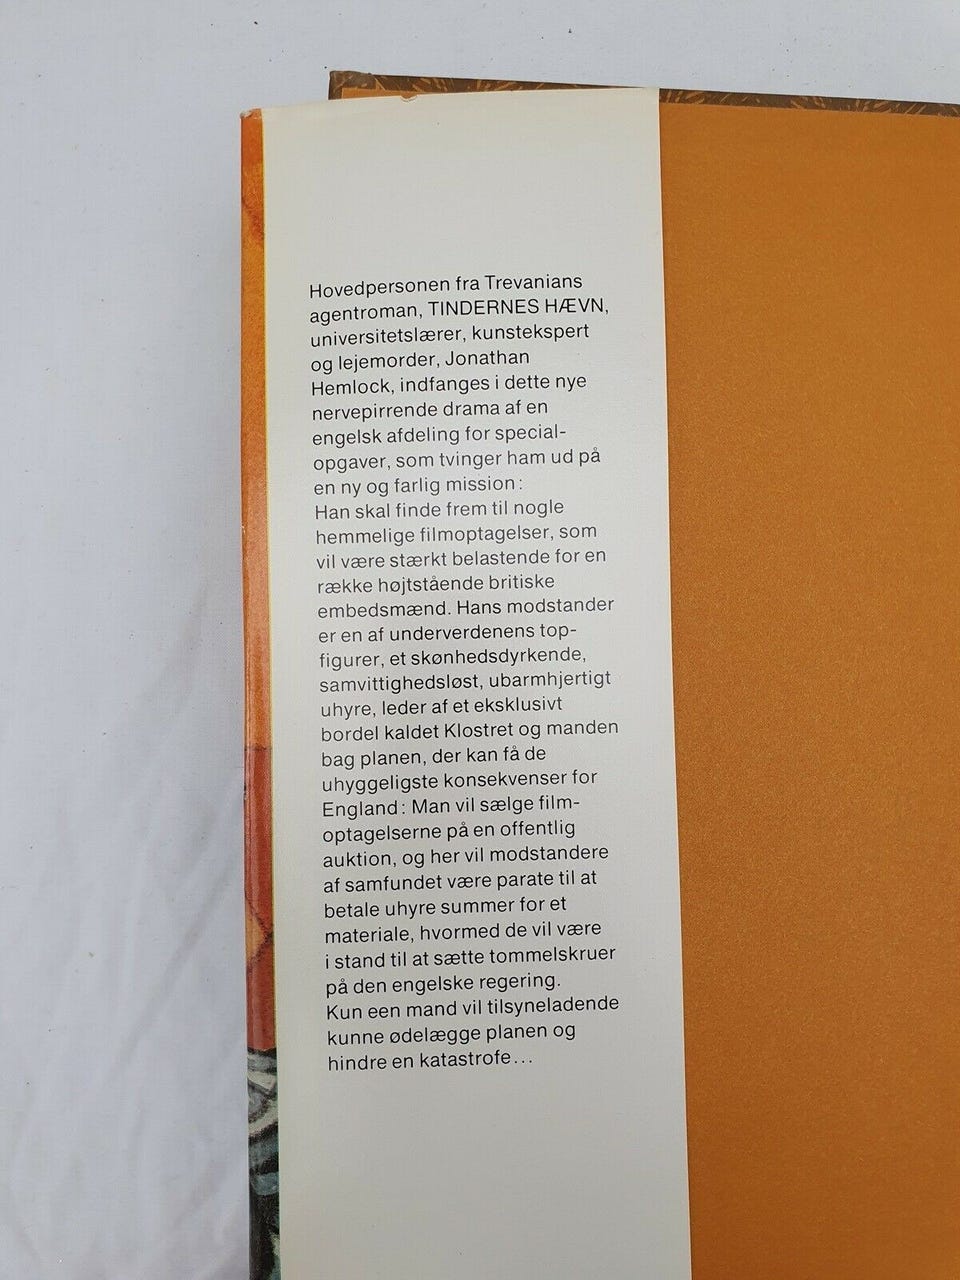 Hovedpersonen fra Trevanians
agentroman, TINDERNES HÆVN,
universitetslærer, kunstekspert
og lejemorder, Jonathan
Hemlock, indfanges i dette nye
nervepirrende drama af en
engelsk afdeling for special-
opgaver, som tvinger ham ud på
en ny og farlig mission:
Han skal finde frem til nogle
hemmelige filmoptagelser, som
vil være stærkt belastende for en
række højtstående britiske
embedsmænd. Hans modstander
er en af underverdenens top-
figurer, et skønhedsdyrkende,
samvittighedsløst, ubarmhjertigt
uhyre, leder af et eksklusivt
bordel kaldet Klostret og manden
bag planen, der kan få de
uhyggeligste konsekvenser for
England: Man vil sælge film-
optagelserne på en offentlig
auktion, og her vil modstandere
af samfundet være parate til at
betale uhyre summer for et
materiale, hvormed de vil være
i stand til at sætte tommelskruer
på den engelske regering.
Kun een mand vil tilsyneladende
kunne ødelægge planen og
hindre en katastrofe...